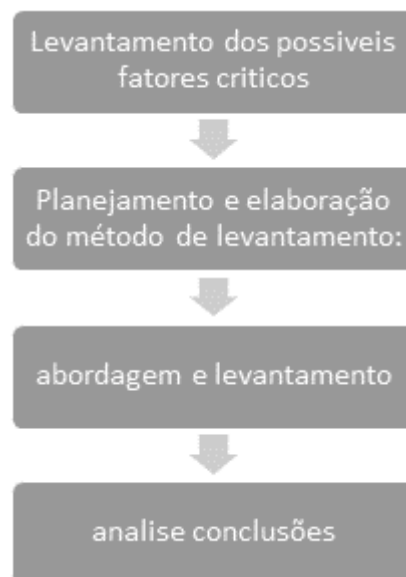 Levantamento dos possiveis
fatores criticos
Planejamento e elaboração
do método de levantamento:
abordagem e levantamento
analise conclusões